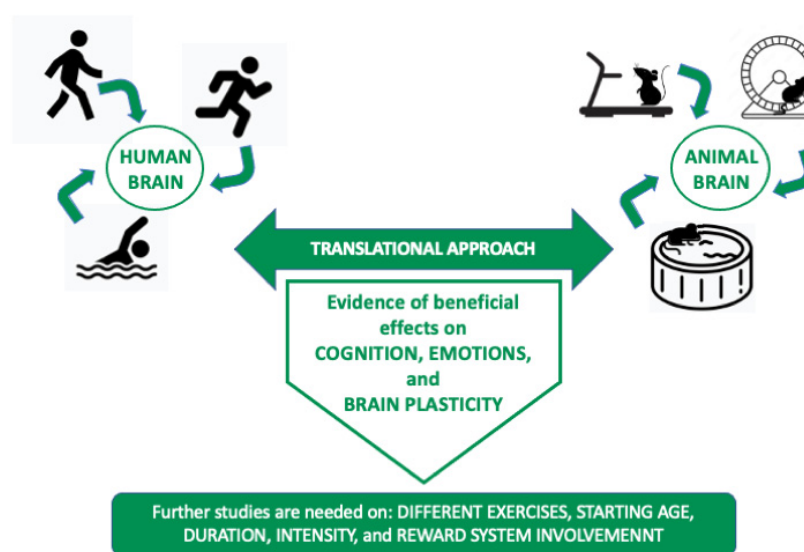 HUMAN
BRAIN
ANIMAL
BRAIN
TRANSLATIONAL APPROACH
Evidence of beneficial
effects on
COGNITION, EMOTIONS,
and
BRAIN PLASTICITY
Further studies are needed on: DIFFERENT EXERCISES, STARTING AGE,
DURATION, INTENSITY, and REWARD SYSTEM INVOLVEMENNT